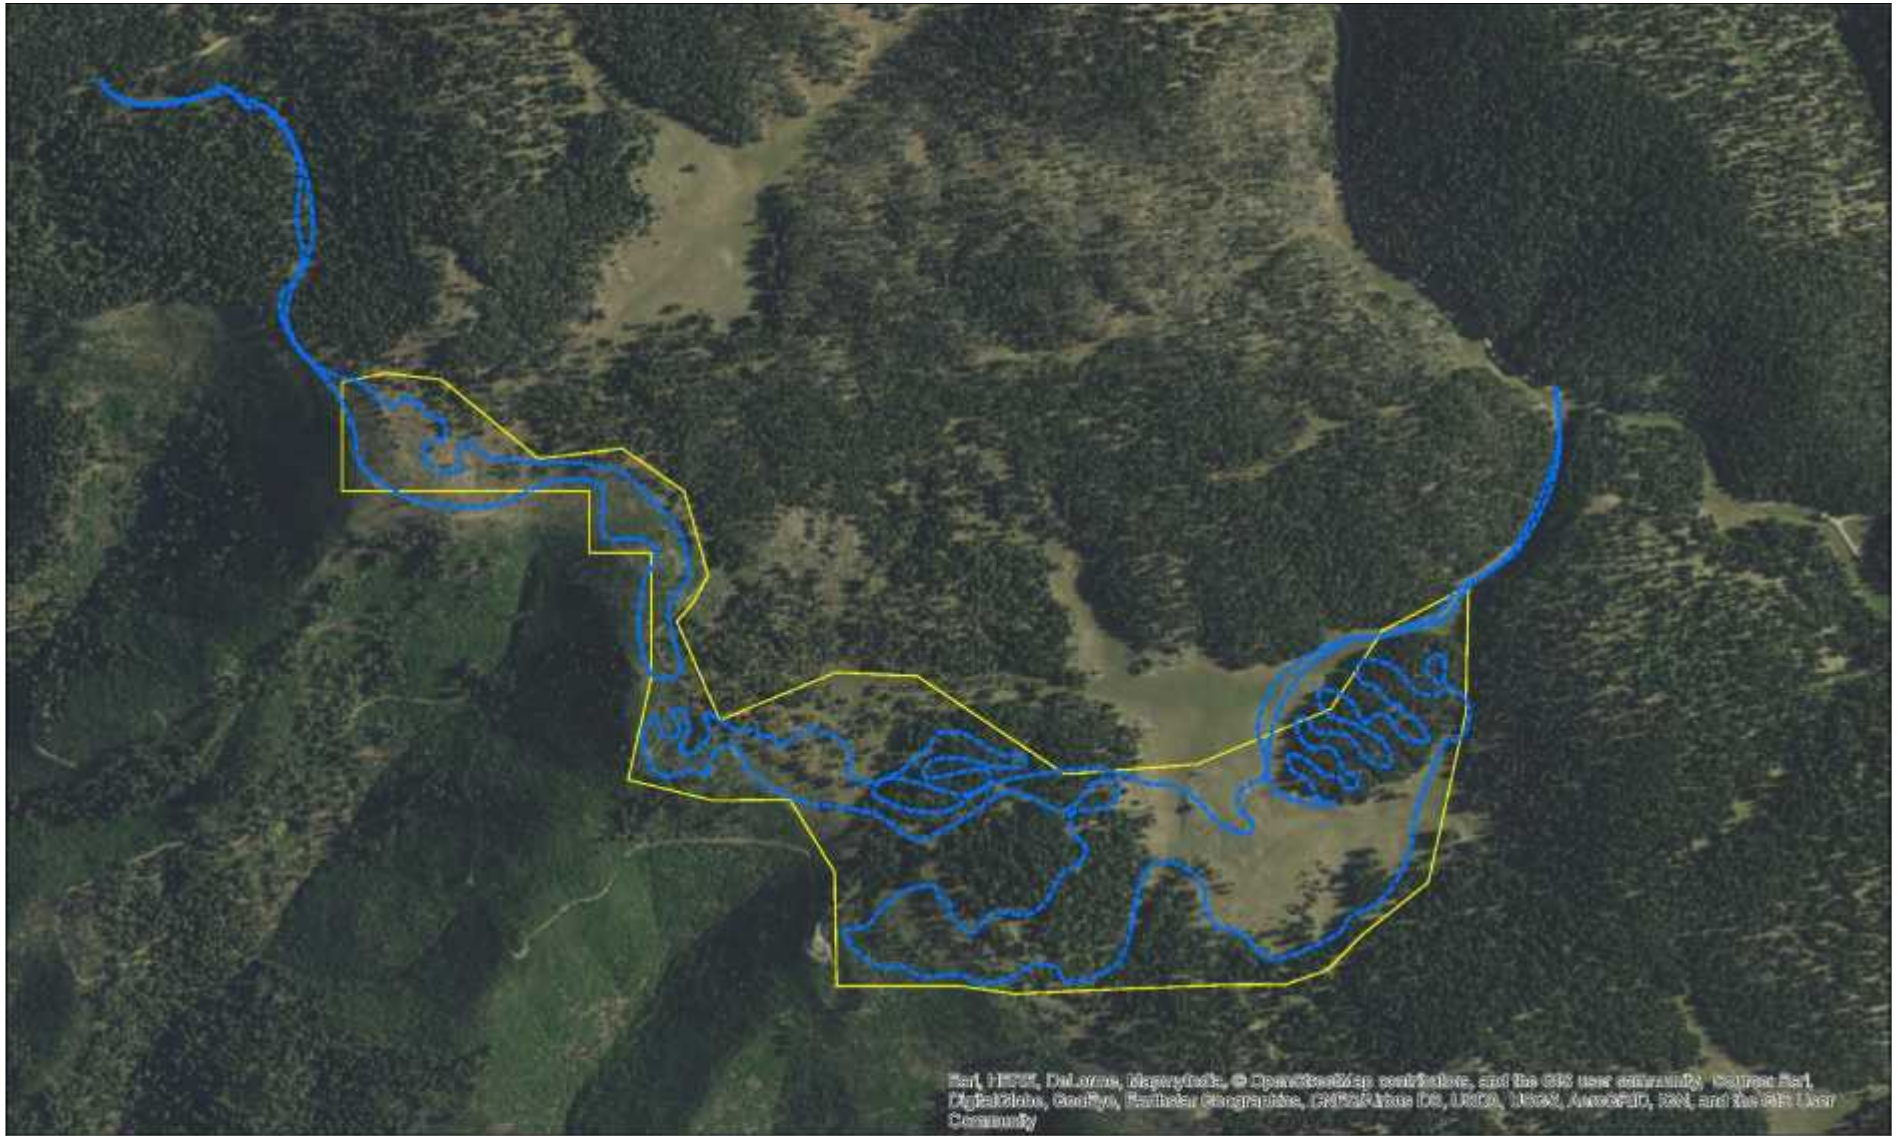 Esri, HERE, DeLorme, MapmyIndia, © OpenStreetMap contributors, and the GIS user community, Source: Esri,
DigitalGlobe, GeoEye, Earthstar Geographics, CNES/Airbus DS, USDA, USGS, AeroGRID, IGN, and the GIS User
Community